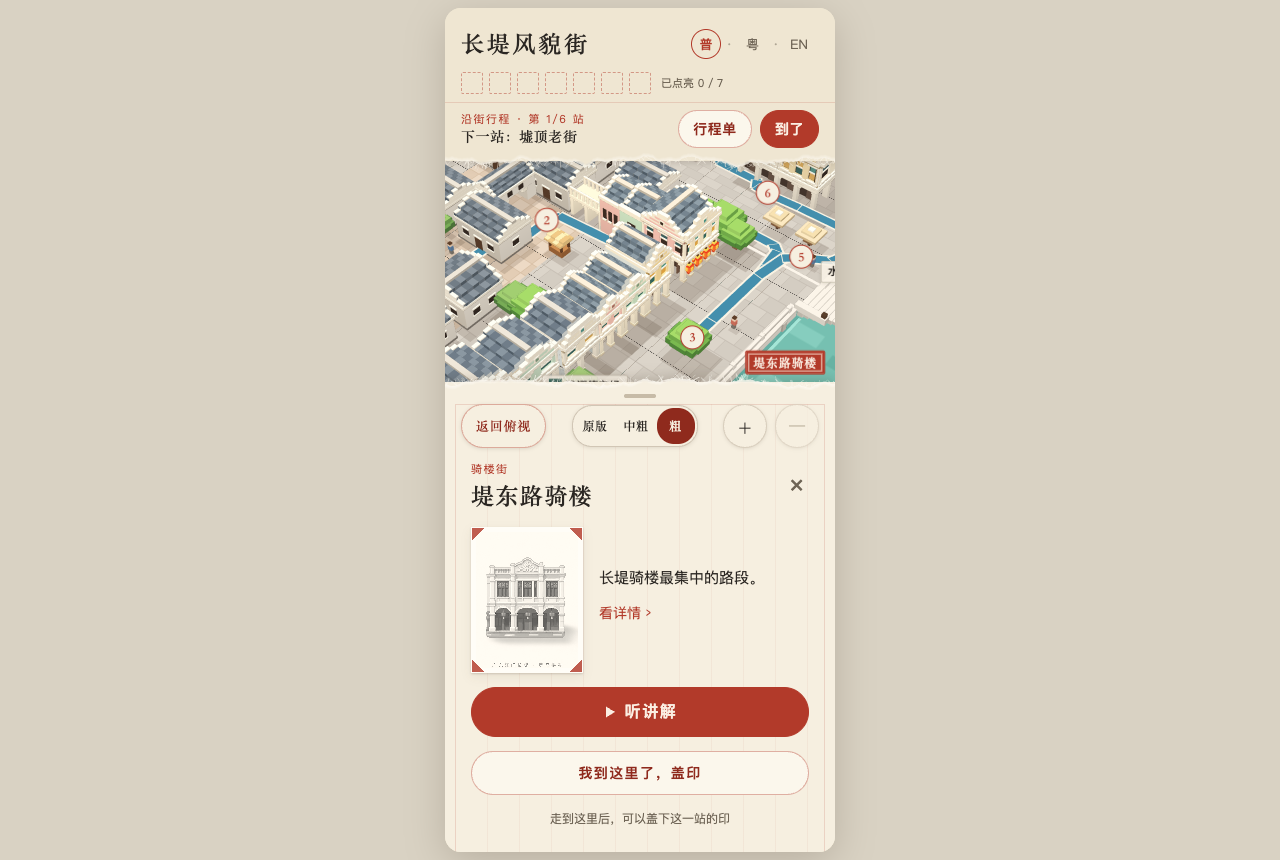 长堤风貌街
普 · 粤 · EN
已点亮 0 / 7
沿街行程 · 第 1/6 站
下一站：墟顶老街
行程单
到了
6
2
5
水
3
堤东路骑楼
返回俯视
原版 中粗 粗
+ —
骑楼街
堤东路骑楼
×
长堤骑楼最集中的路段。
看详情 ›
听讲解
我到这里了，盖印
走到这里后，可以盖下这一站的印